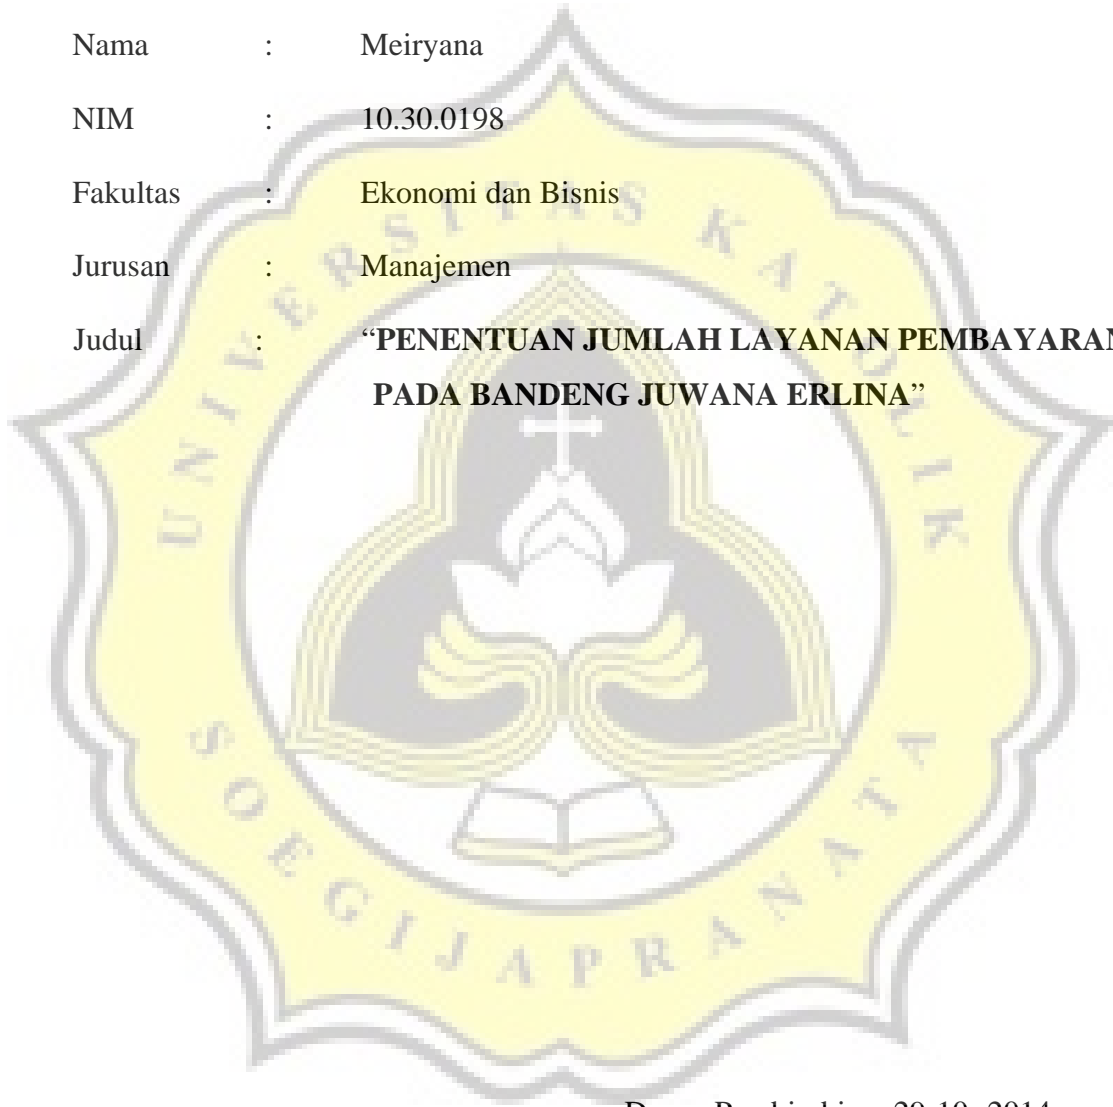 Nama : Meiryana
NIM : 10.30.0198
Fakultas : Ekonomi dan Bisnis
Jurusan : Manajemen
Judul : “PENENTUAN JUMLAH LAYANAN PEMBAYARAN
PADA BANDENG JUWANA ERLINA”
UNIVERSITAS KATOLIK
SOEGIJAPRANATA